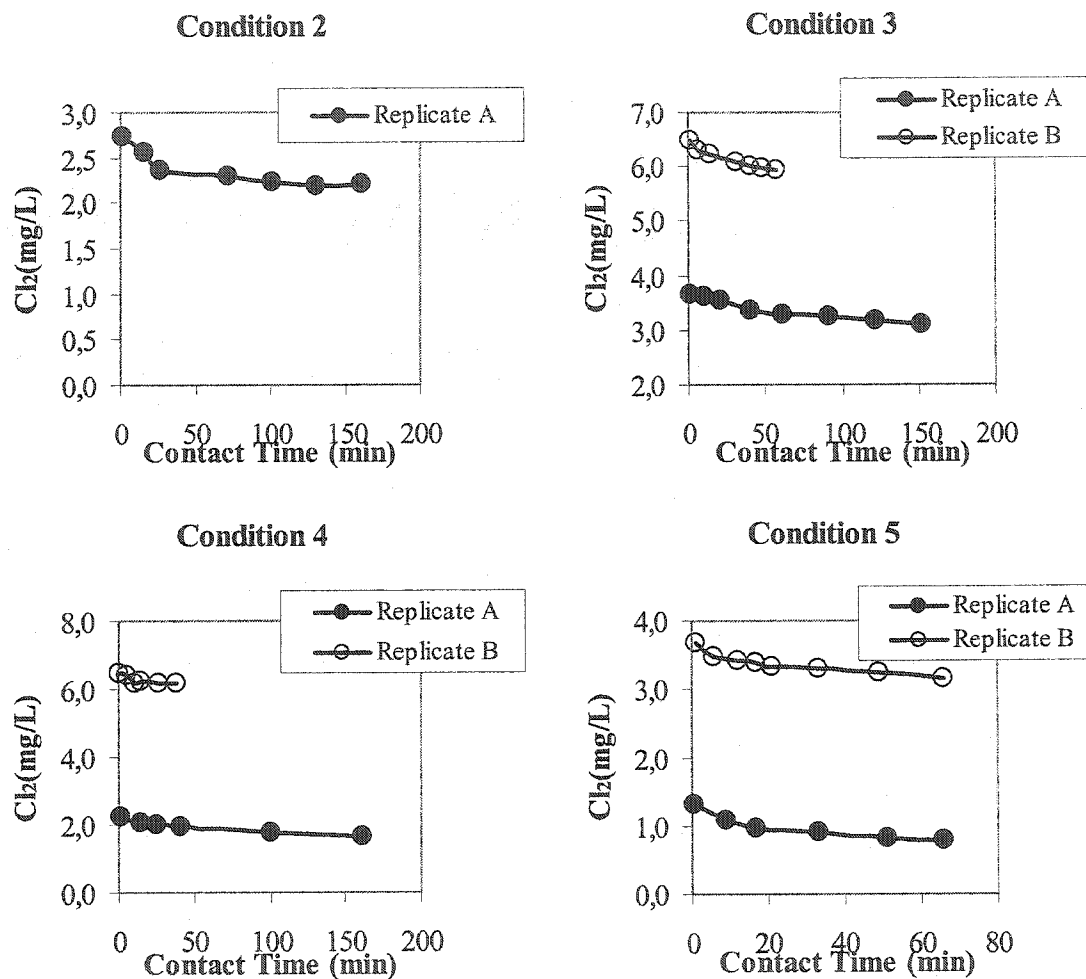 Condition 2
Replicate A
3,0
2,5
2,0
1,5
1,0
0,5
0,0
Cl₂(mg/L)
0 50 100 150 200
Contact Time (min)
Condition 3
Replicate A
Replicate B
7,0
6,0
5,0
4,0
3,0
2,0
Cl₂(mg/L)
0 50 100 150 200
Contact Time (min)
Condition 4
Replicate A
Replicate B
8,0
6,0
4,0
2,0
0,0
Cl₂(mg/L)
0 50 100 150 200
Contact Time (min)
Condition 5
Replicate A
Replicate B
4,0
3,0
2,0
1,0
0,0
Cl₂(mg/L)
0 20 40 60 80
Contact Time (min)